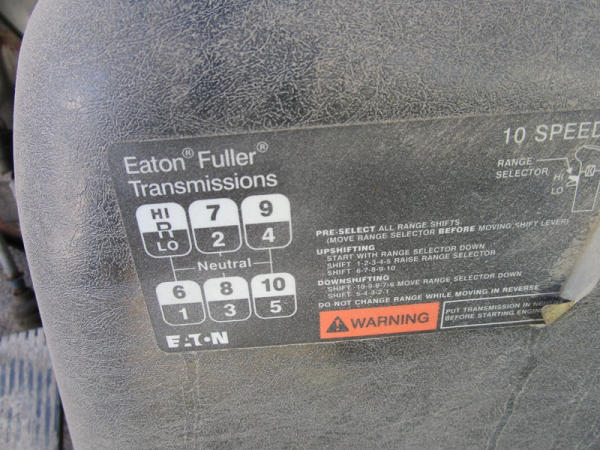 10 SPEED
Eaton® Fuller®
Transmissions
RANGE
SELECTOR
HI
LO
HI 7 9
R
LO 2 4
Neutral
6 8 10
1 3 5
EATON
PRE-SELECT ALL RANGE SHIFTS.
(MOVE RANGE SELECTOR BEFORE MOVING SHIFT LEVER)
UPSHIFTING
START WITH RANGE SELECTOR DOWN
SHIFT 1-2-3-4-5 RAISE RANGE SELECTOR
SHIFT 6-7-8-9-10
DOWNSHIFTING
SHIFT 10-9-8-7-6 MOVE RANGE SELECTOR DOWN
SHIFT 5-4-3-2-1
DO NOT CHANGE RANGE WHILE MOVING IN REVERSE
WARNING
PUT TRANSMISSION IN NE
BEFORE STARTING ENGINE